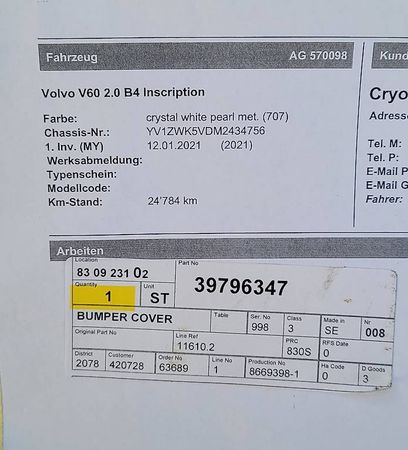 Fahrzeug AG 570098 Kund
Volvo V60 2.0 B4 Inscription Cryo
Farbe: crystal white pearl met. (707) Adresse
Chassis-Nr.: YV1ZWK5VDM2434756
1. Inv. (MY) 12.01.2021 (2021) Tel. M:
Werksabmeldung: Tel. P:
Typenschein: E-Mail P
Modellcode: E-Mail G
Km-Stand: 24'784 km Fahrer:
Arbeiten
Location Part No
83 09 231 02
Quantity Unit 39796347
1 ST
BUMPER COVER Table Ser. No Class Made in Nr
998 3 SE 008
Original Part No Line Ref PRC RFS Date
11610.2 830S 0
District Customer Order No Line No Production No Ha Code D Goods
2078 420728 63689 1 8669398-1 0 3